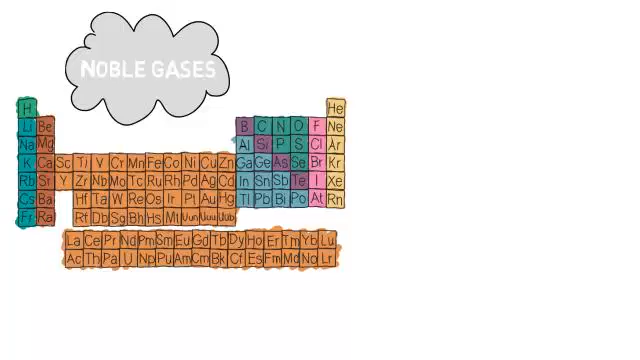 NOBLE GASES
H He
Li Be B C N O F Ne
Na Mg Al Si P S Cl Ar
K Ca Sc Ti V Cr Mn Fe Co Ni Cu Zn Ga Ge As Se Br Kr
Rb Sr Y Zr Nb Mo Tc Ru Rh Pd Ag Cd In Sn Sb Te I Xe
Cs Ba Hf Ta W Re Os Ir Pt Au Hg Tl Pb Bi Po At Rn
Fr Ra Rf Db Sg Bh Hs Mt Uun Uuu Uub
La Ce Pr Nd Pm Sm Eu Gd Tb Dy Ho Er Tm Yb Lu
Ac Th Pa U Np Pu Am Cm Bk Cf Es Fm Md No Lr